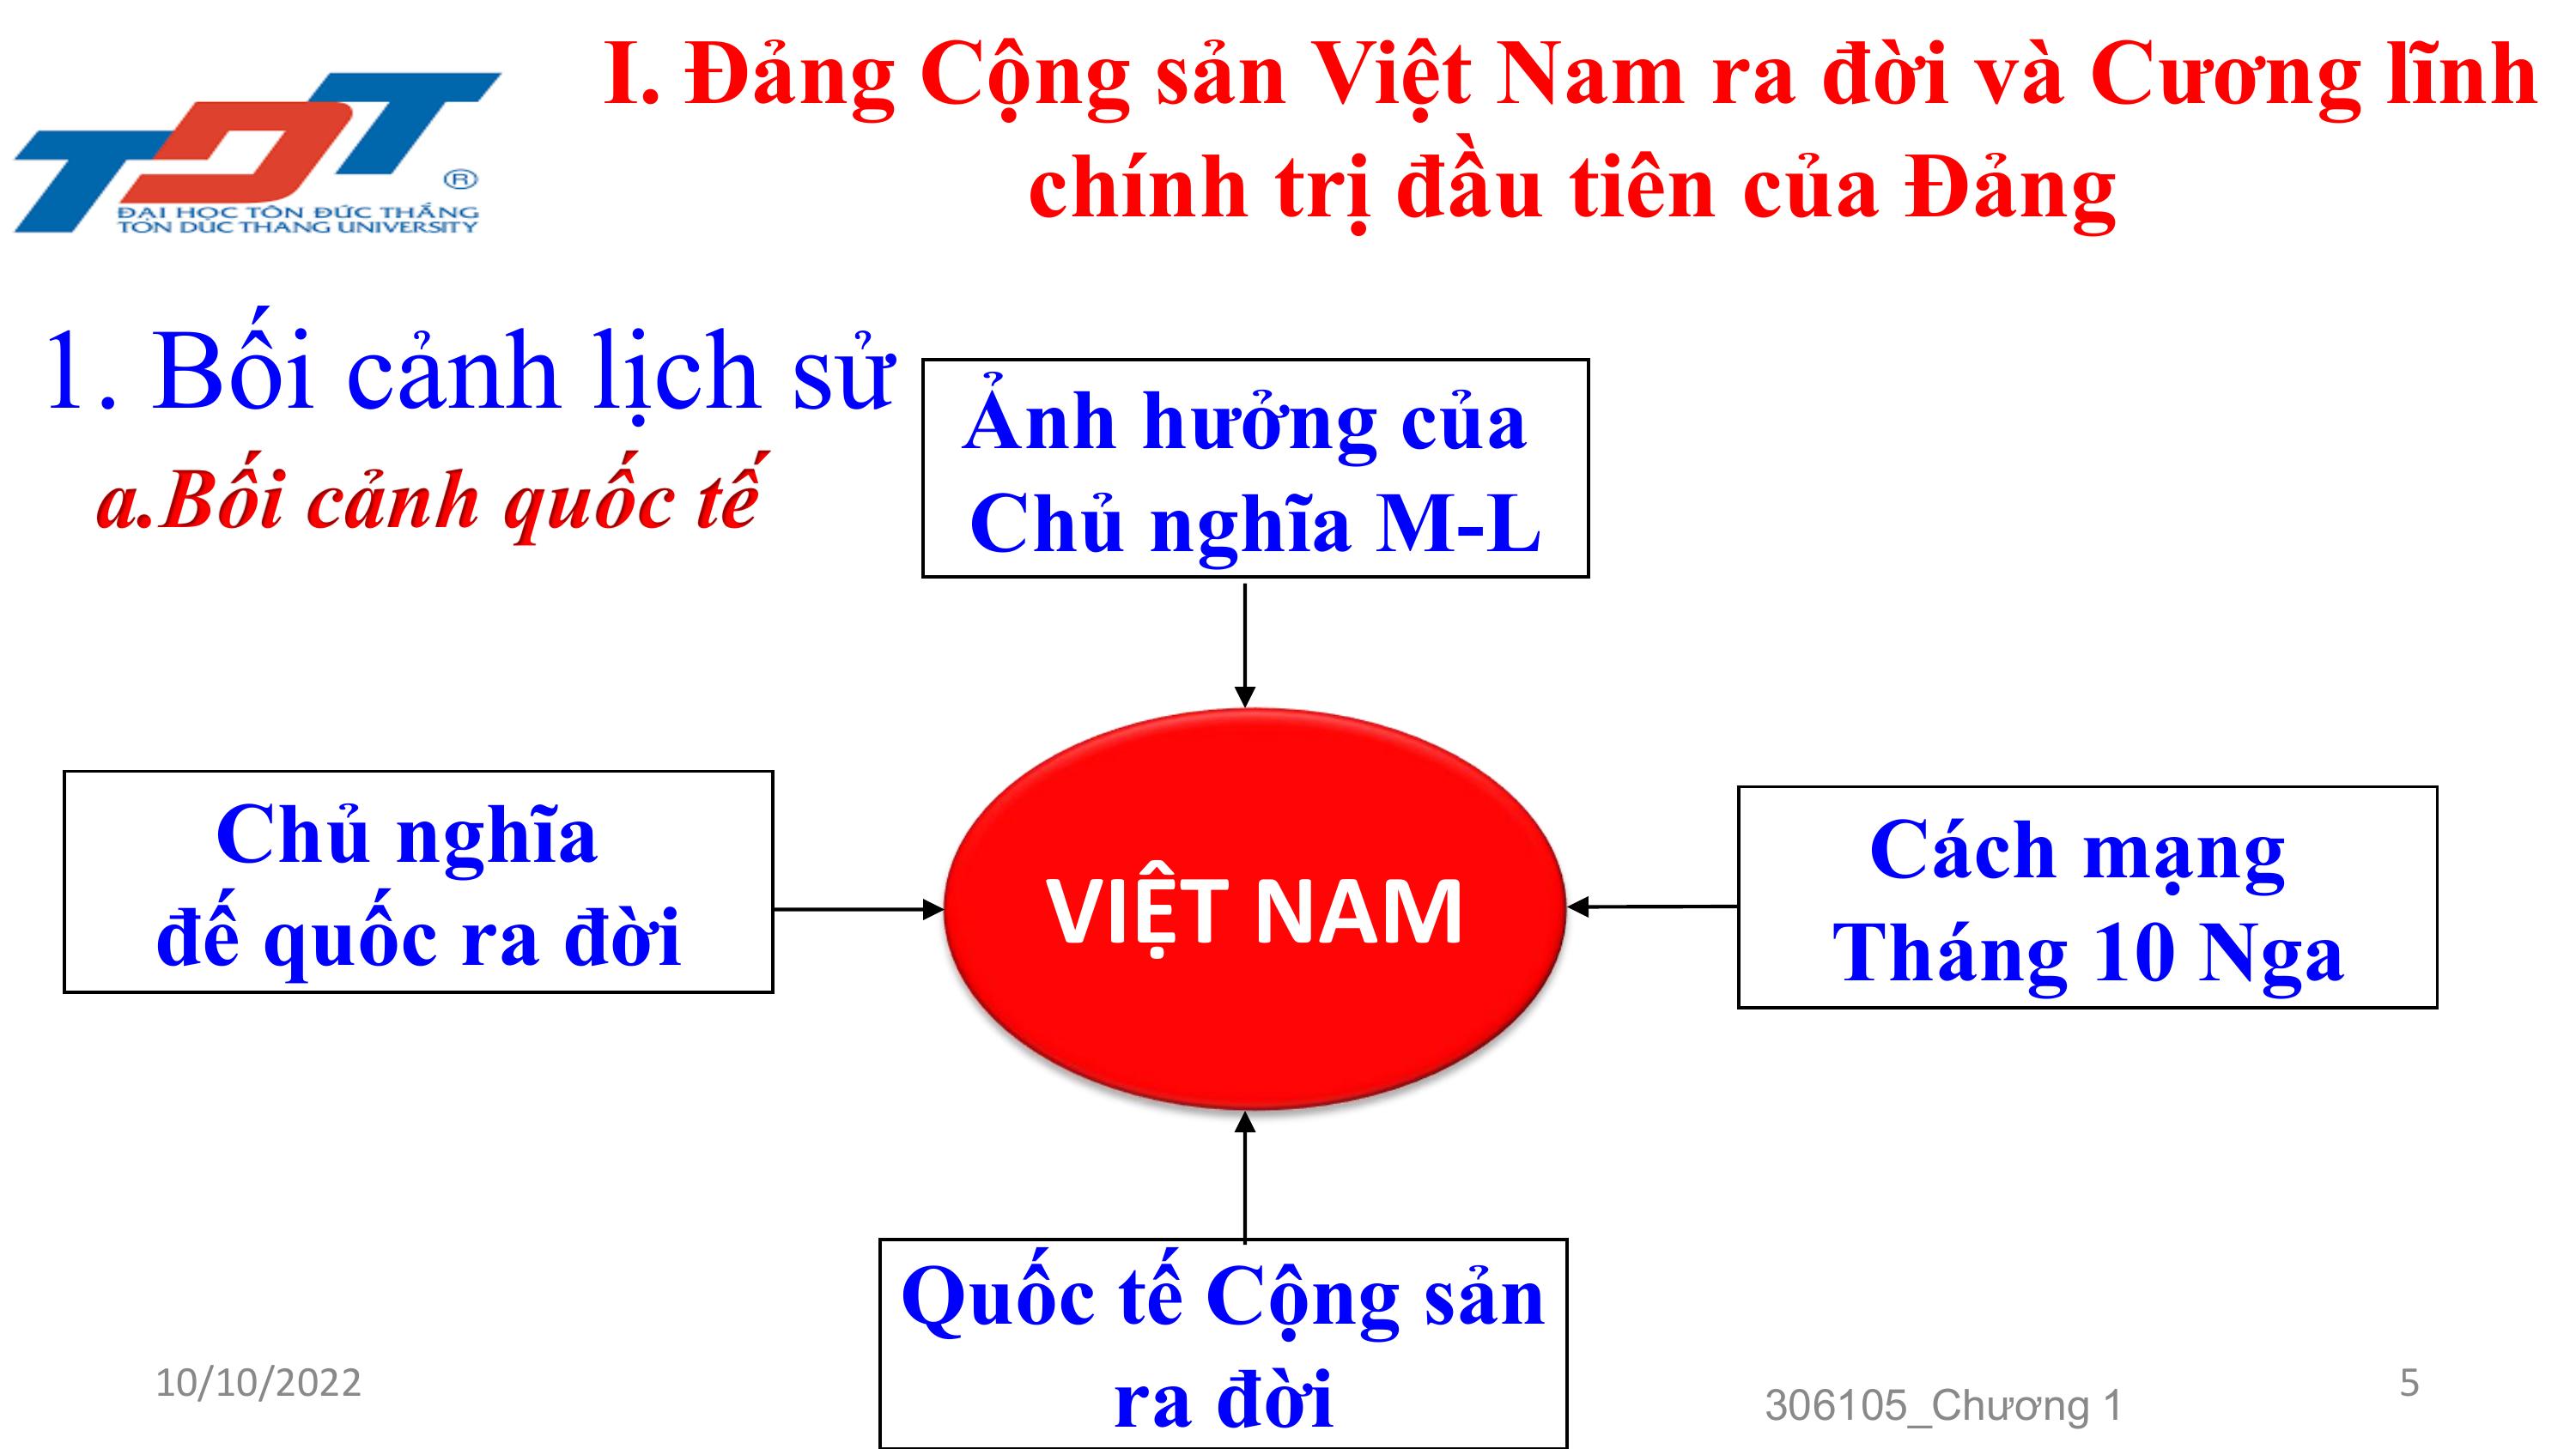 I. Đảng Cộng sản Việt Nam ra đời và Cương lĩnh
chính trị đầu tiên của Đảng
TDT
®
ĐẠI HỌC TÔN ĐỨC THẮNG
TON DUC THANG UNIVERSITY
1. Bối cảnh lịch sử
a.Bối cảnh quốc tế
Ảnh hưởng của
Chủ nghĩa M-L
Chủ nghĩa
đế quốc ra đời
VIỆT NAM
Cách mạng
Tháng 10 Nga
Quốc tế Cộng sản
ra đời
10/10/2022
306105_Chương 1
5